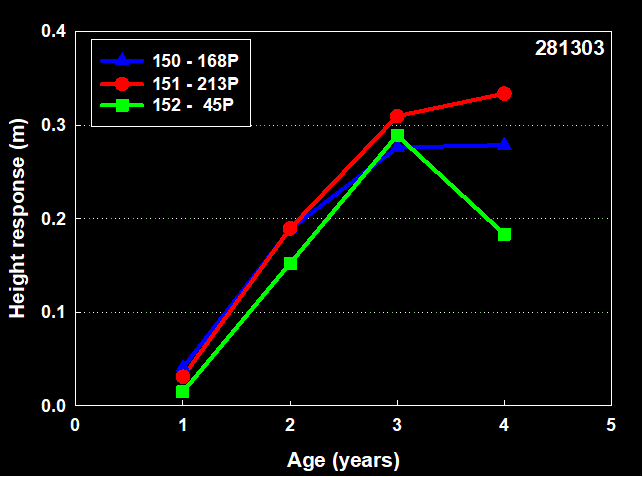 0.4
281303
150 - 168P
151 - 213P
152 - 45P
0.3
0.2
0.1
0.0
Height response (m)
0 1 2 3 4 5
Age (years)